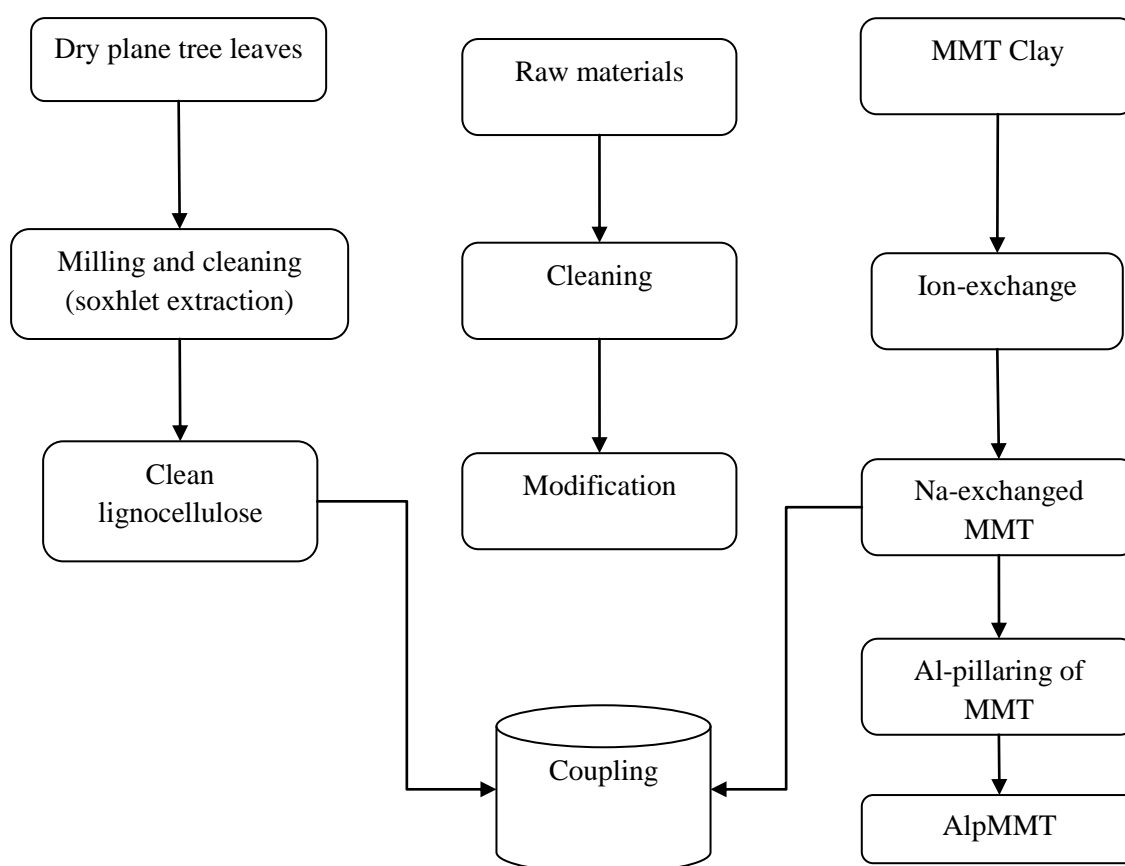 Dry plane tree leaves
Raw materials
MMT Clay
Milling and cleaning
(soxhlet extraction)
Cleaning
Ion-exchange
Clean
lignocellulose
Modification
Na-exchanged
MMT
Al-pillaring of
MMT
Coupling
AlpMMT